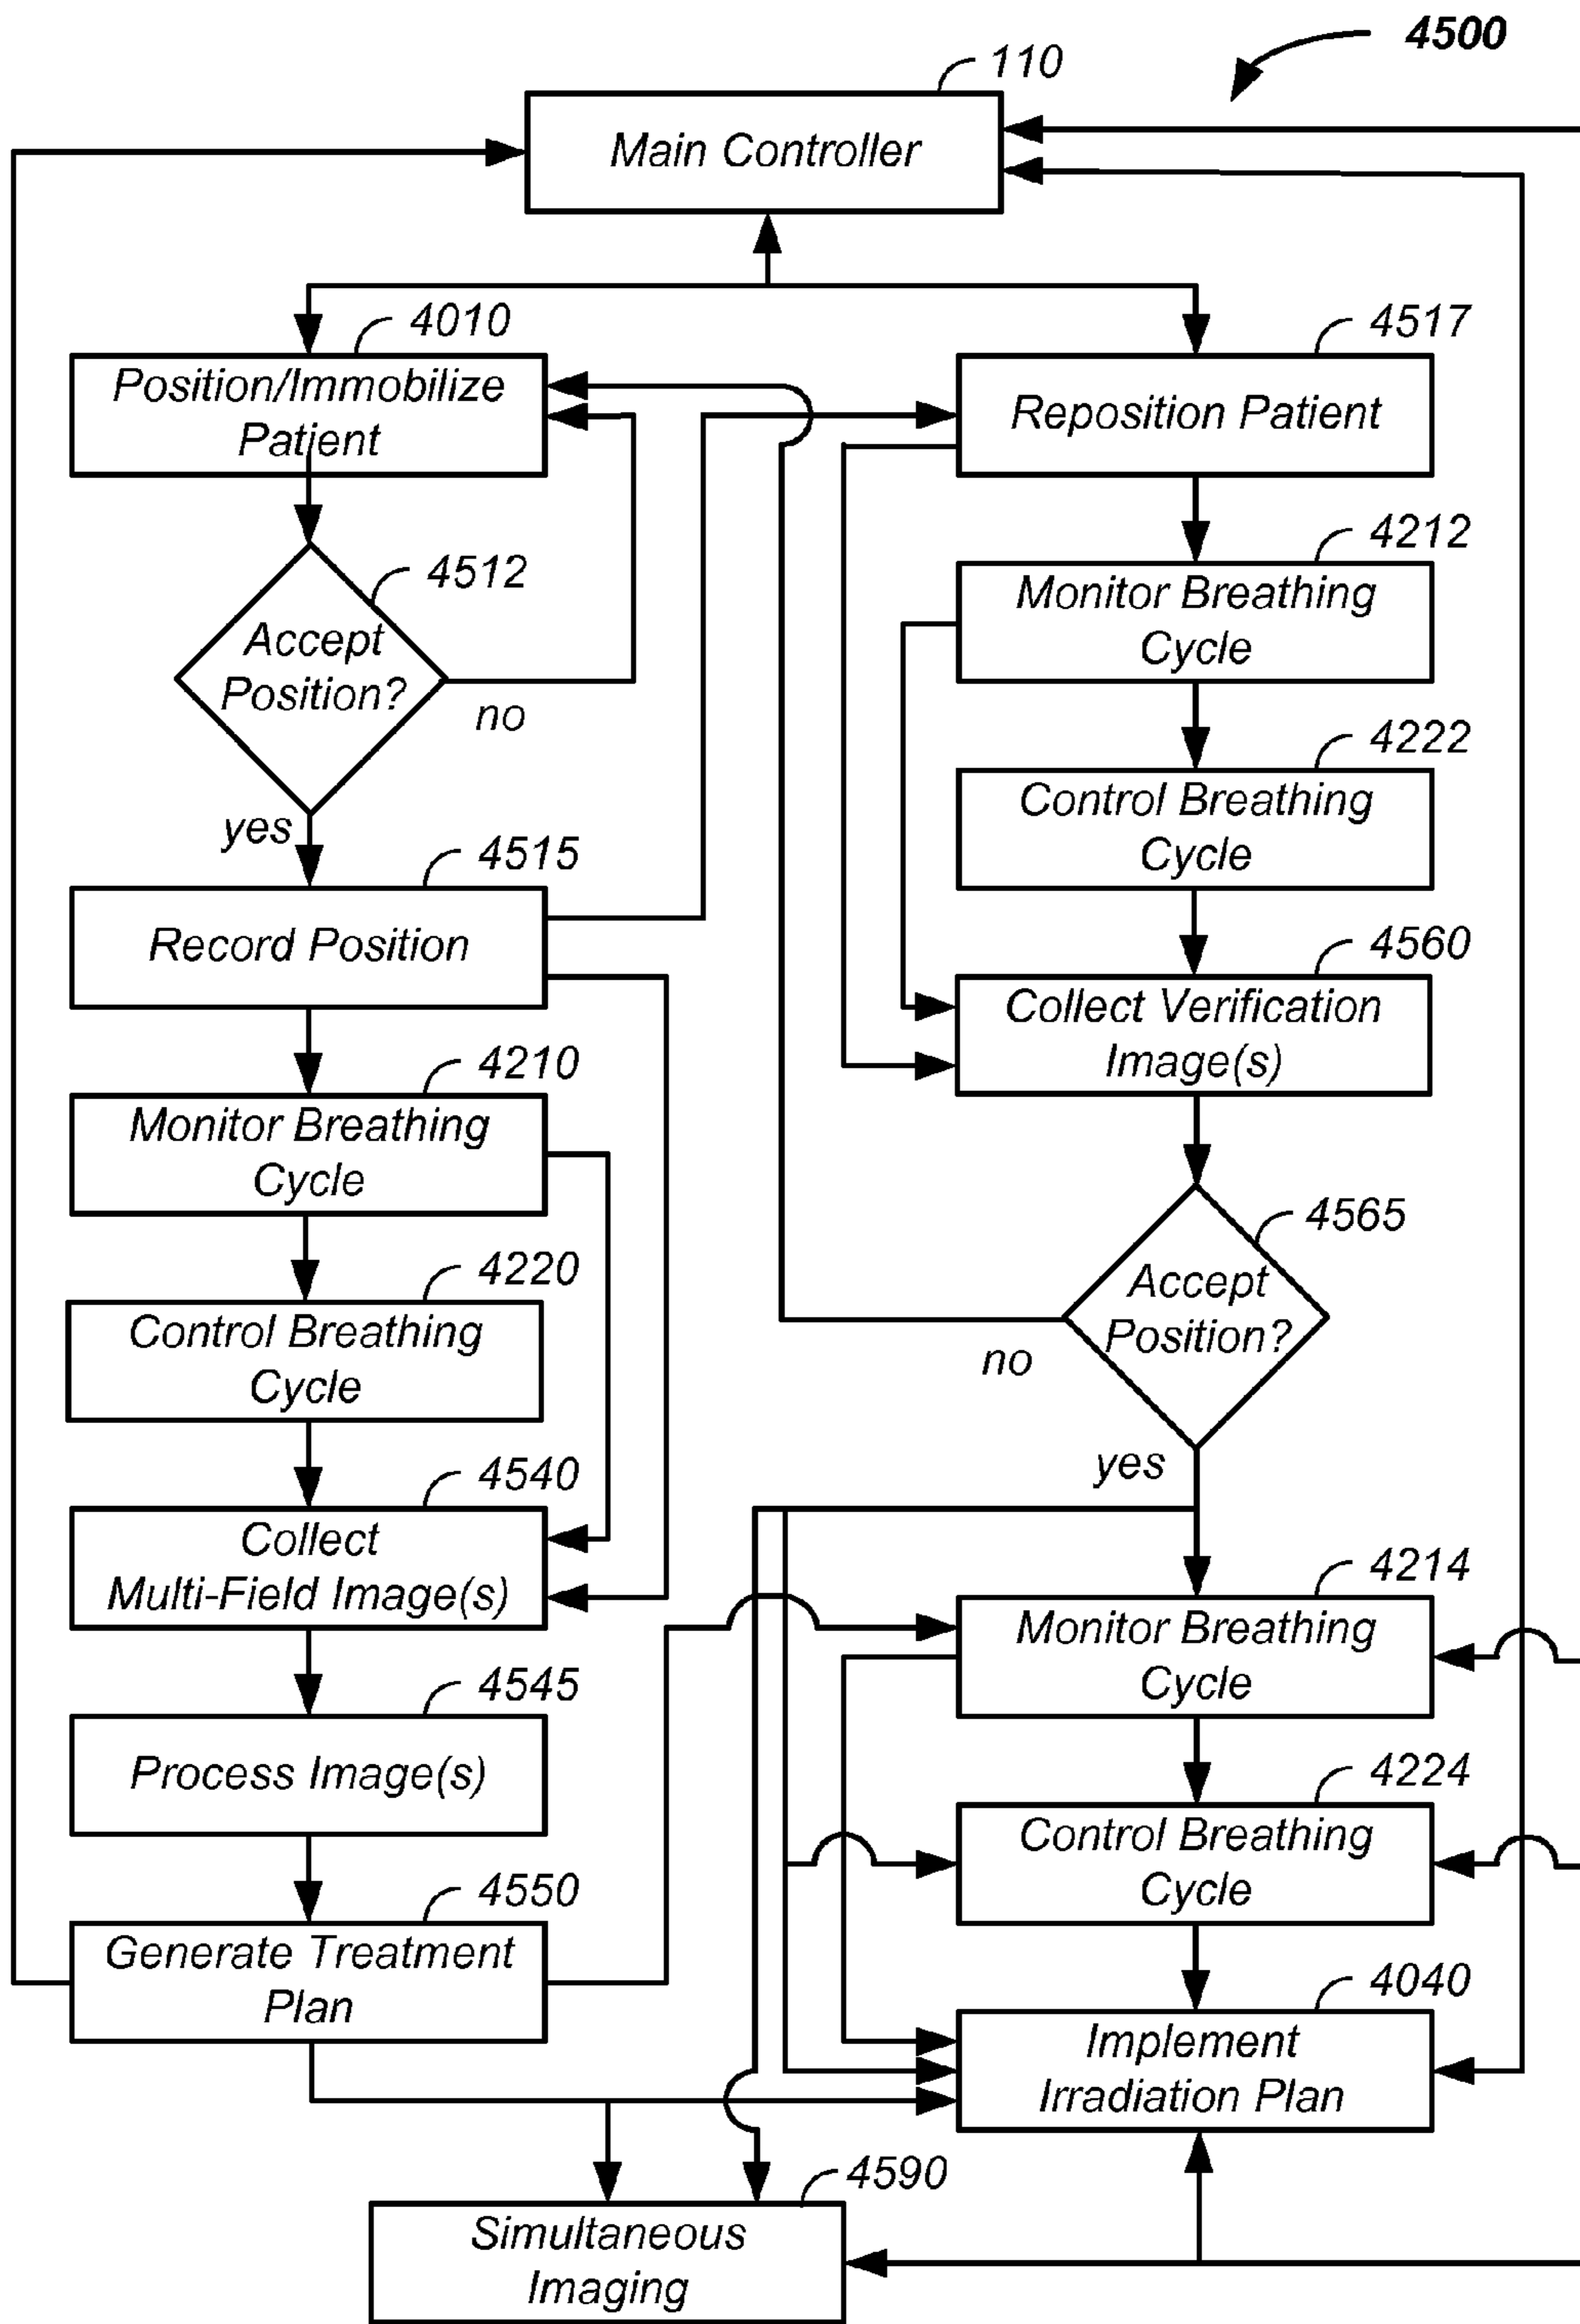 4500
110
Main Controller
4010
Position/Immobilize
Patient
4512
Accept
Position?
no
yes
4515
Record Position
4210
Monitor Breathing
Cycle
4220
Control Breathing
Cycle
4540
Collect
Multi-Field Image(s)
4545
Process Image(s)
4550
Generate Treatment
Plan
4517
Reposition Patient
4212
Monitor Breathing
Cycle
4222
Control Breathing
Cycle
4560
Collect Verification
Image(s)
4565
Accept
Position?
no
yes
4214
Monitor Breathing
Cycle
4224
Control Breathing
Cycle
4040
Implement
Irradiation Plan
4590
Simultaneous
Imaging